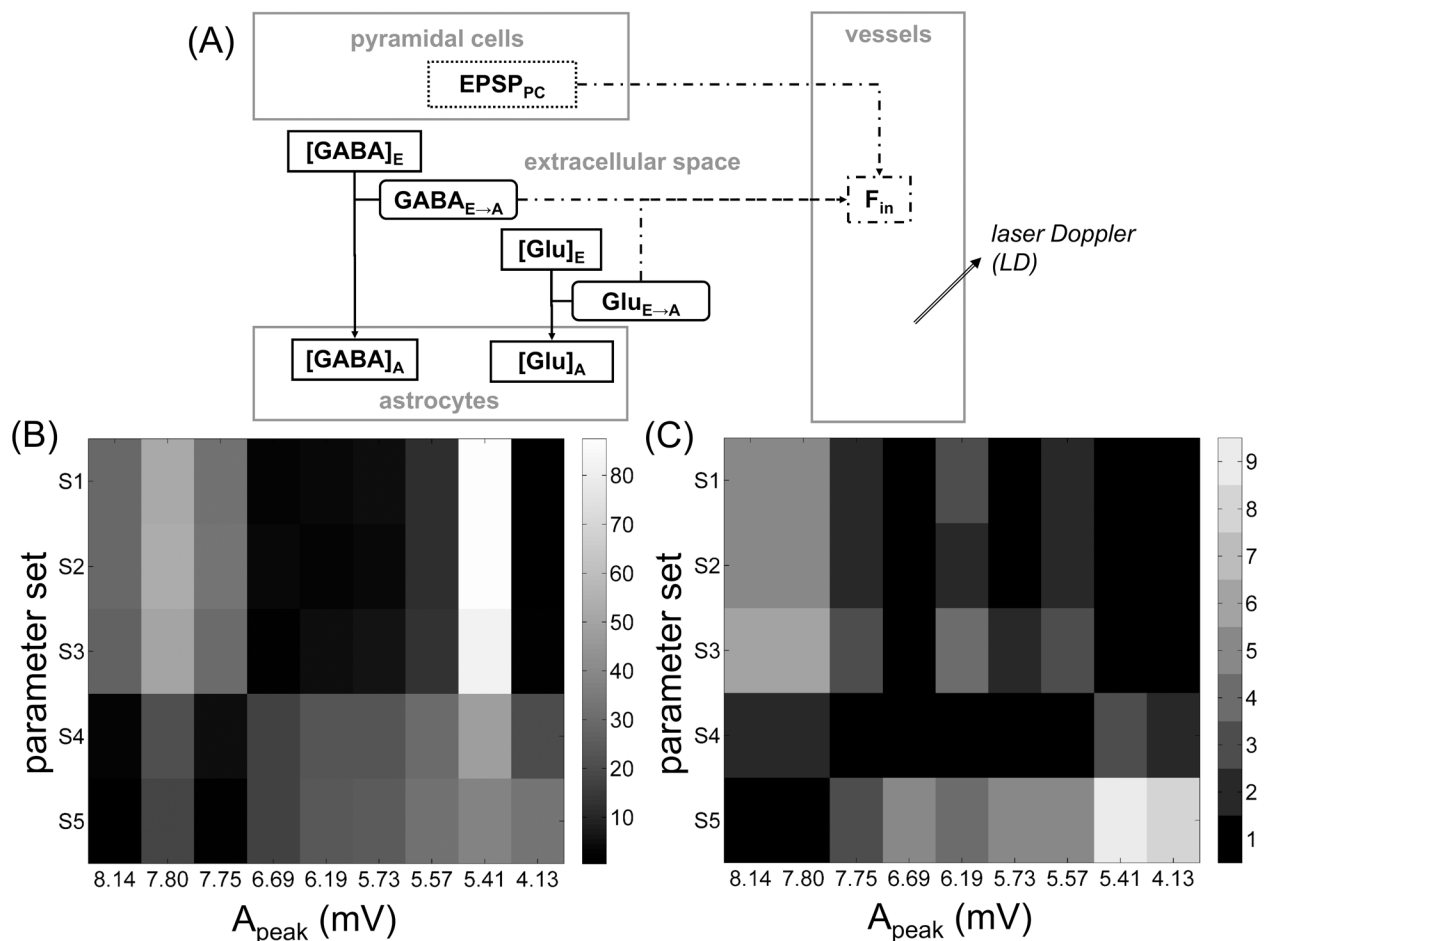 (A)
pyramidal cells
vessels
EPSP_PC
[GABA]_E
extracellular space
GABA_E→A
F_in
[Glu]_E
laser Doppler
(LD)
Glu_E→A
[GABA]_A
[Glu]_A
astrocytes
(B)
parameter set
S1
S2
S3
S4
S5
8.14 7.80 7.75 6.69 6.19 5.73 5.57 5.41 4.13
A_peak (mV)
80
70
60
50
40
30
20
10
(C)
parameter set
S1
S2
S3
S4
S5
8.14 7.80 7.75 6.69 6.19 5.73 5.57 5.41 4.13
A_peak (mV)
9
8
7
6
5
4
3
2
1